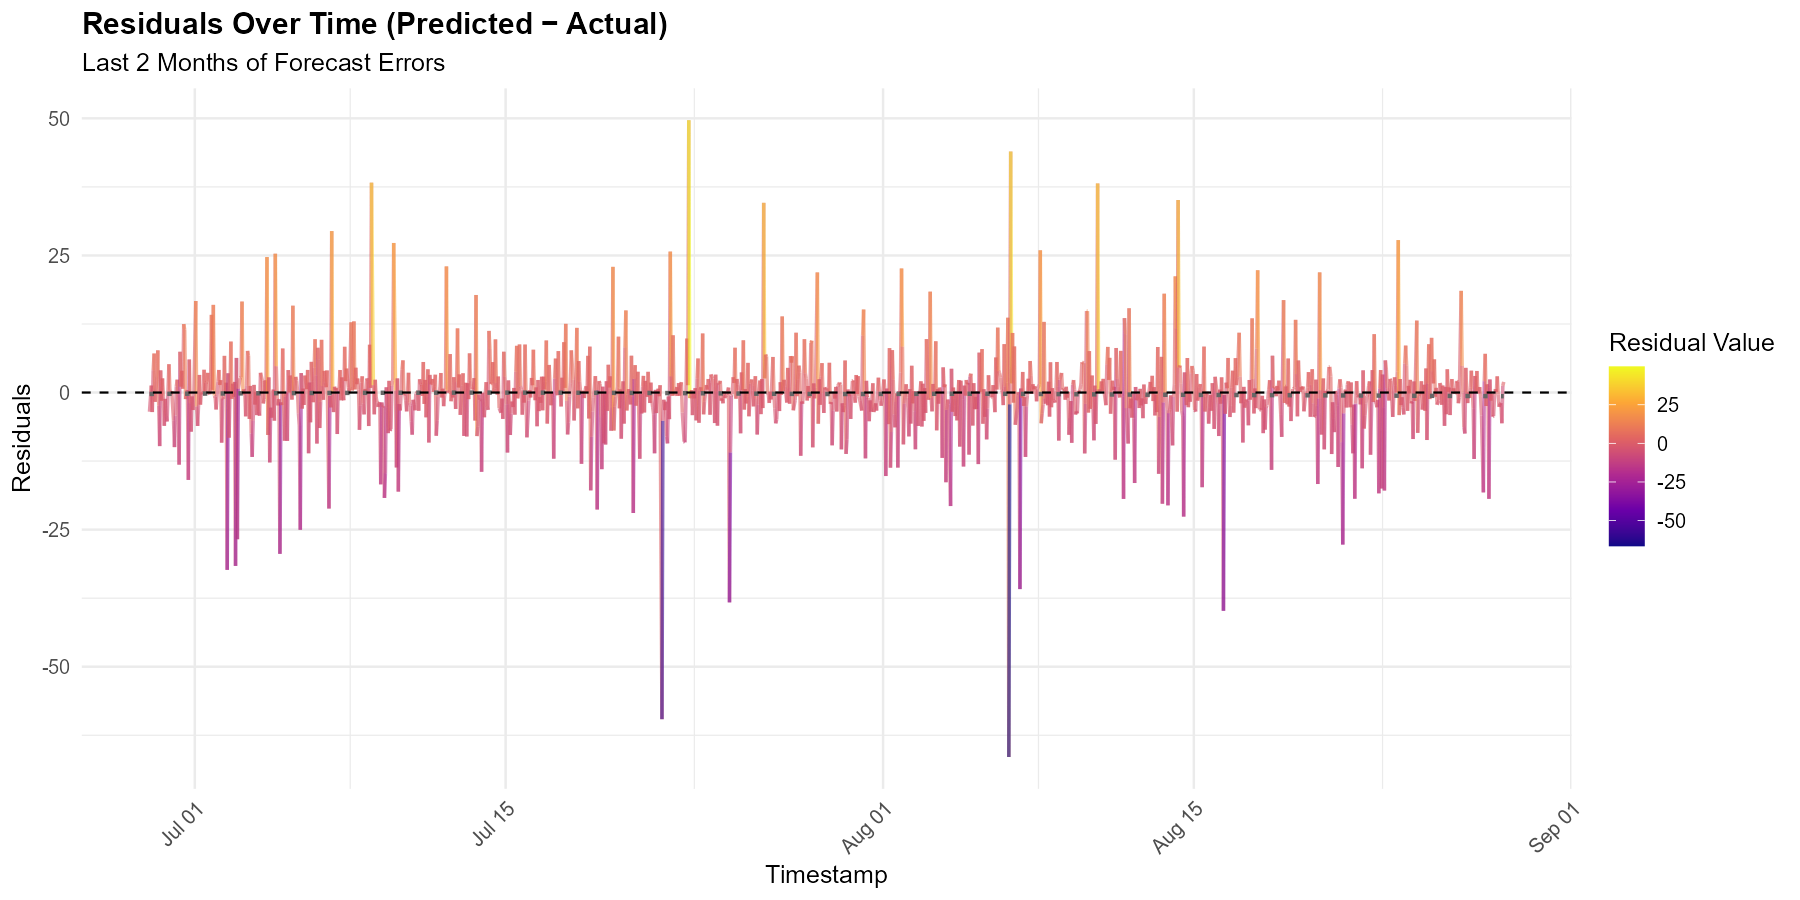 Residuals Over Time (Predicted − Actual)
Last 2 Months of Forecast Errors
50
25
0
-25
-50
Residuals
Jul 01
Jul 15
Aug 01
Aug 15
Sep 01
Timestamp
Residual Value
25
0
-25
-50